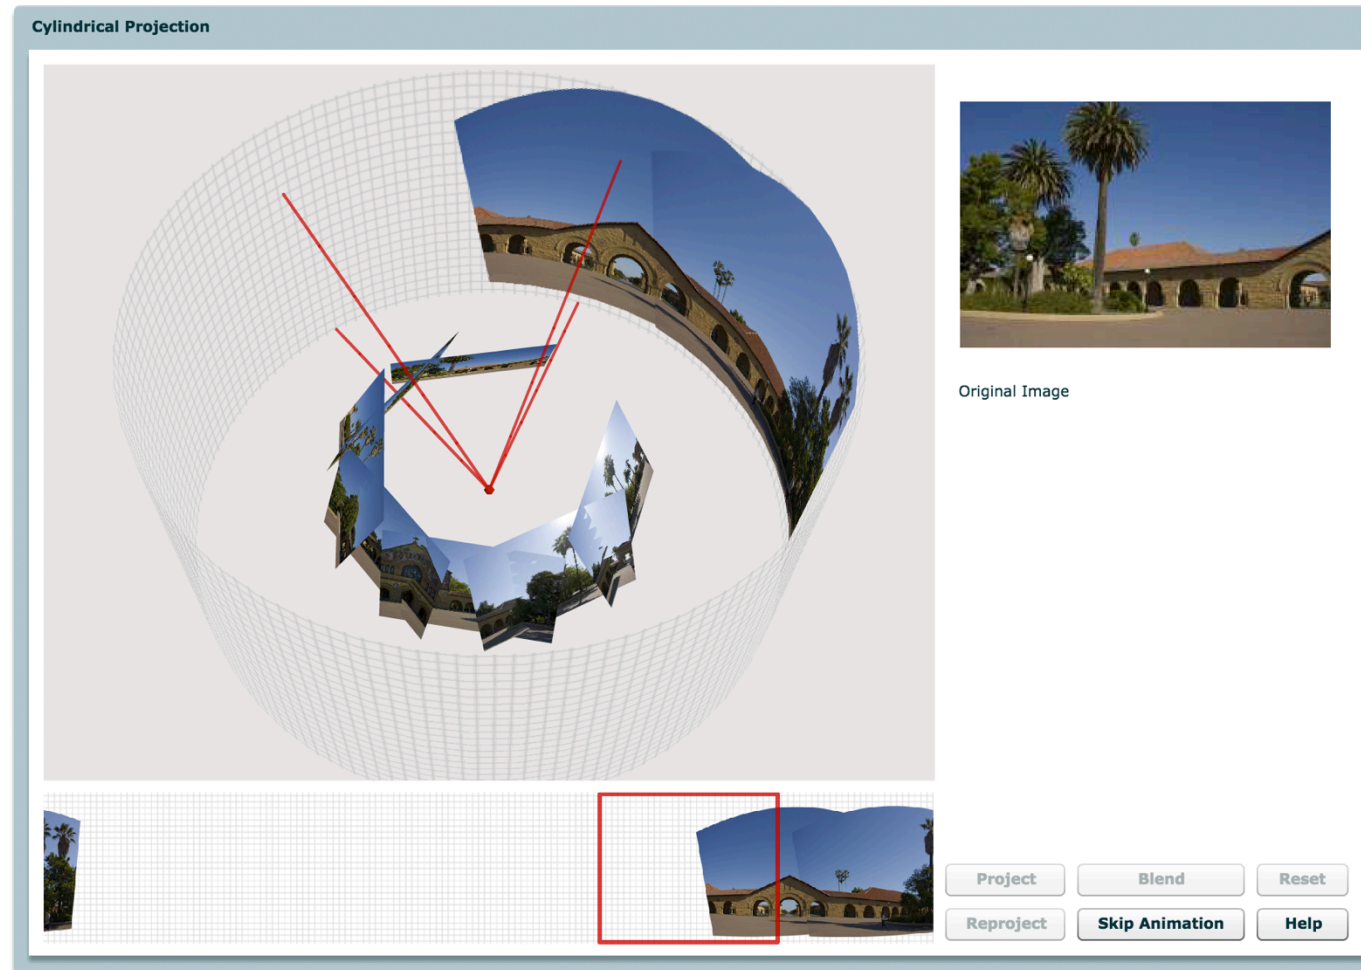 Cylindrical Projection
Original Image
Project
Blend
Reset
Reproject
Skip Animation
Help